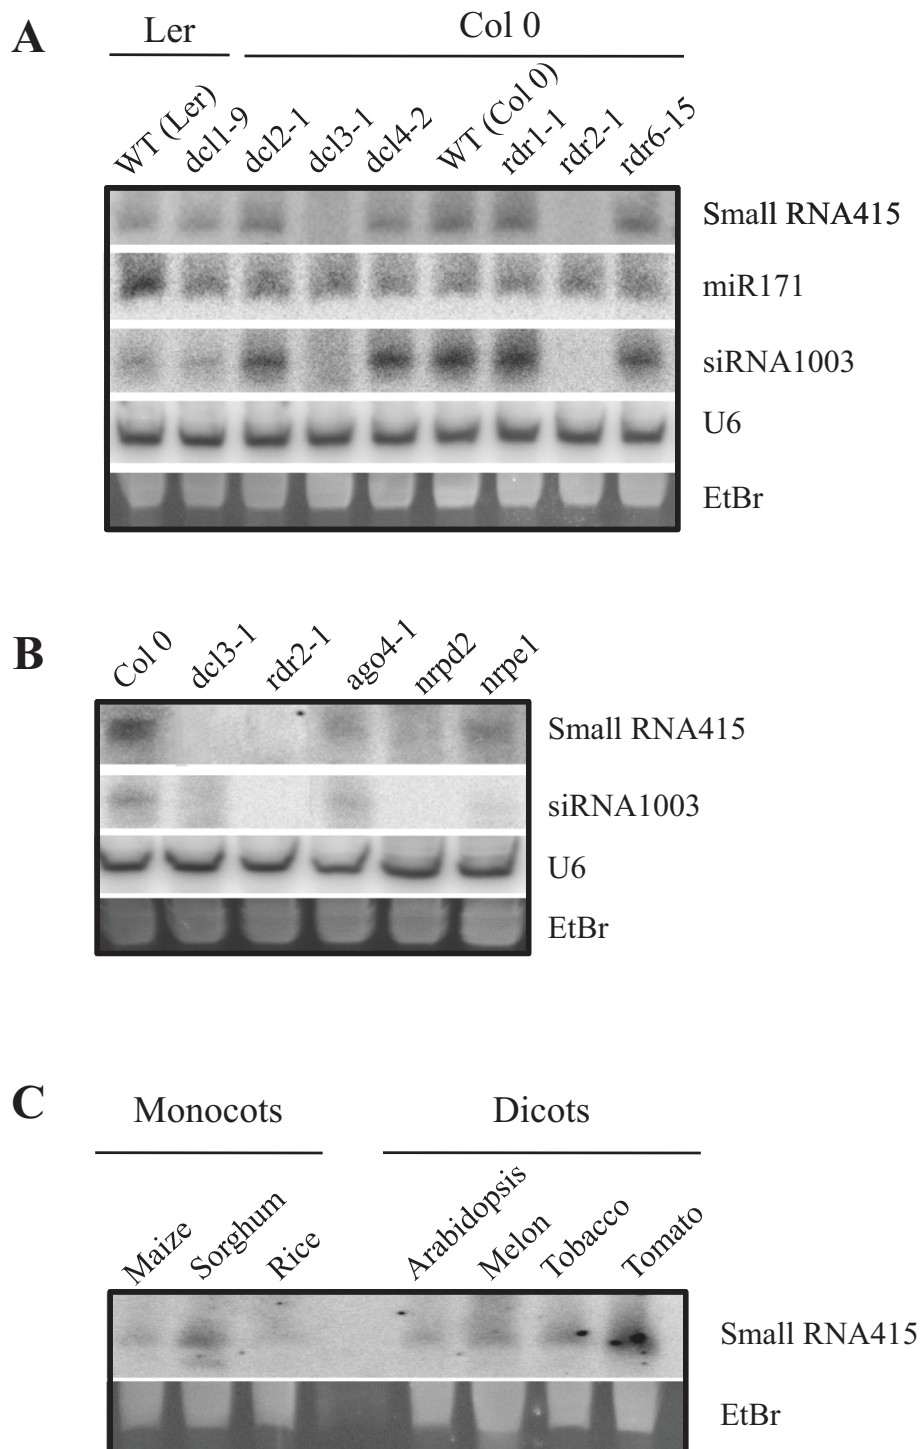 A
Ler Col 0
WT (Ler) dcl1-9 dcl2-1 dcl3-1 dcl4-2 WT (Col 0) rdr1-1 rdr2-1 rdr6-15
Small RNA415
miR171
siRNA1003
U6
EtBr
B
Col 0 dcl3-1 rdr2-1 ago4-1 nrpd2 nrpe1
Small RNA415
siRNA1003
U6
EtBr
C
Monocots Dicots
Maize Sorghum Rice Arabidopsis Melon Tobacco Tomato
Small RNA415
EtBr